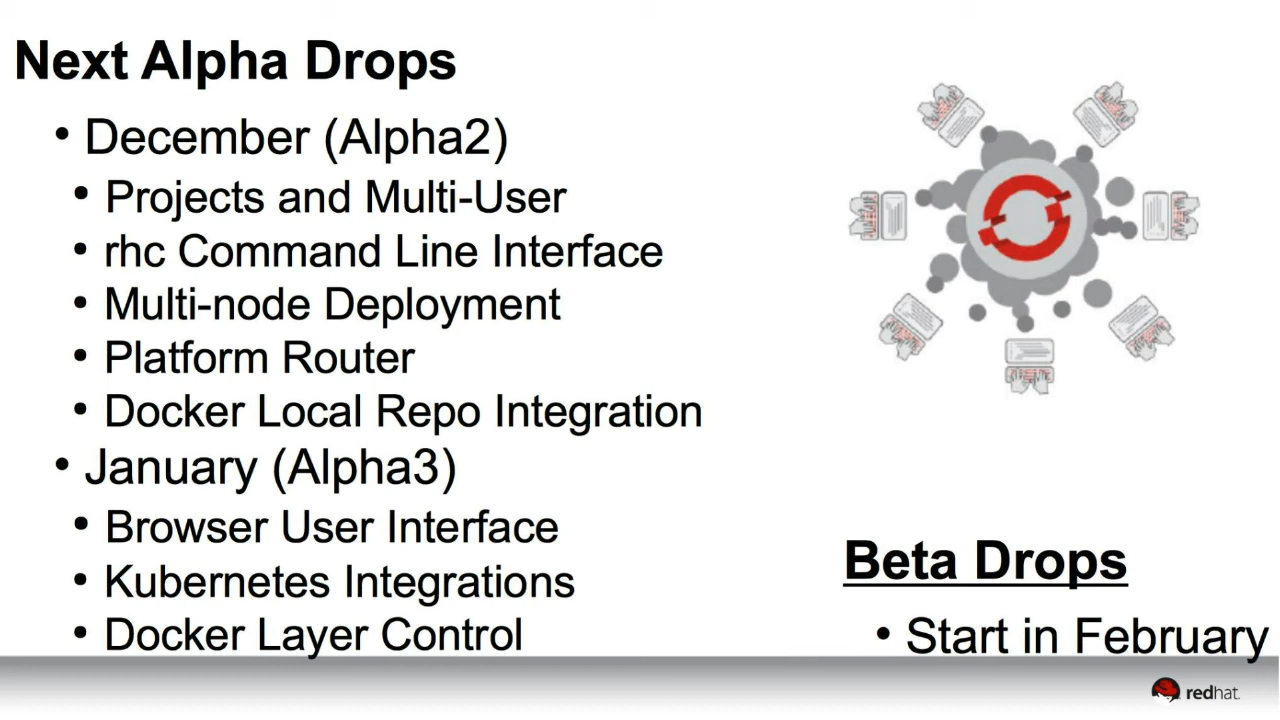 Next Alpha Drops
• December (Alpha2)
• Projects and Multi-User
• rhc Command Line Interface
• Multi-node Deployment
• Platform Router
• Docker Local Repo Integration
• January (Alpha3)
• Browser User Interface
• Kubernetes Integrations
• Docker Layer Control
Beta Drops
• Start in February
redhat.